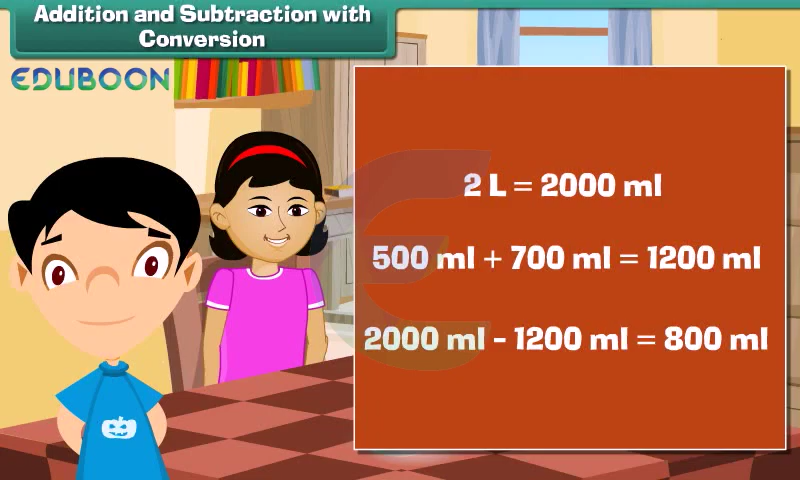 Addition and Subtraction with
Conversion
EDUBOON
2 L = 2000 ml
500 ml + 700 ml = 1200 ml
2000 ml - 1200 ml = 800 ml